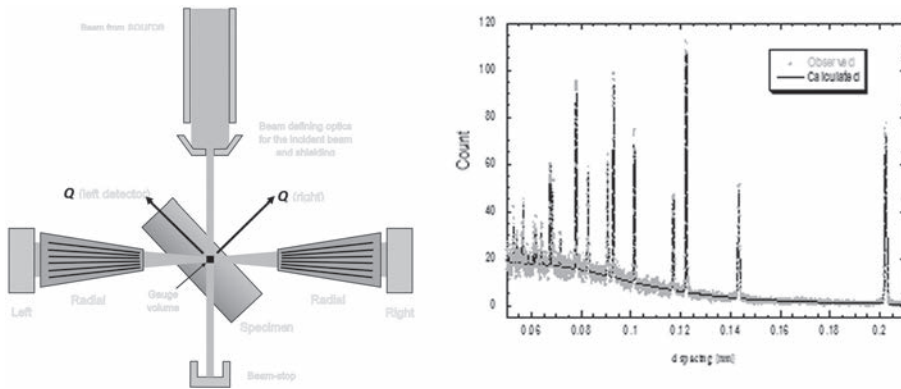 Beam from SOURCE
Beam defining optics
for the incident beam
and shielding
Q (left detector)
Q (right)
Left
Radial
Gauge
volume
Specimen
Radial
Right
Beam-stop
120
100
80
60
40
20
0
Count
Observed
Calculated
0.06
0.08
0.1
0.12
0.14
0.16
0.18
0.2
d spacing [nm]